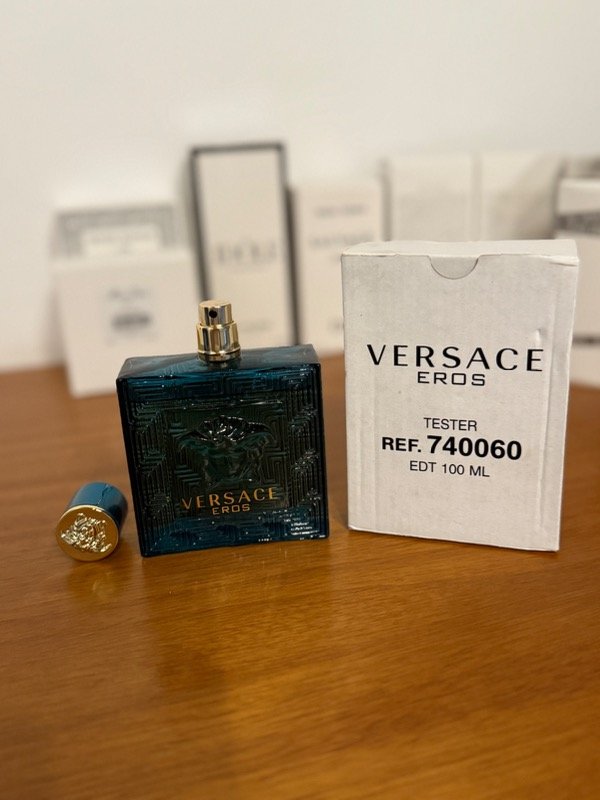 VERSACE
EROS
VERSACE
EROS
TESTER
REF. 740060
EDT 100 ML